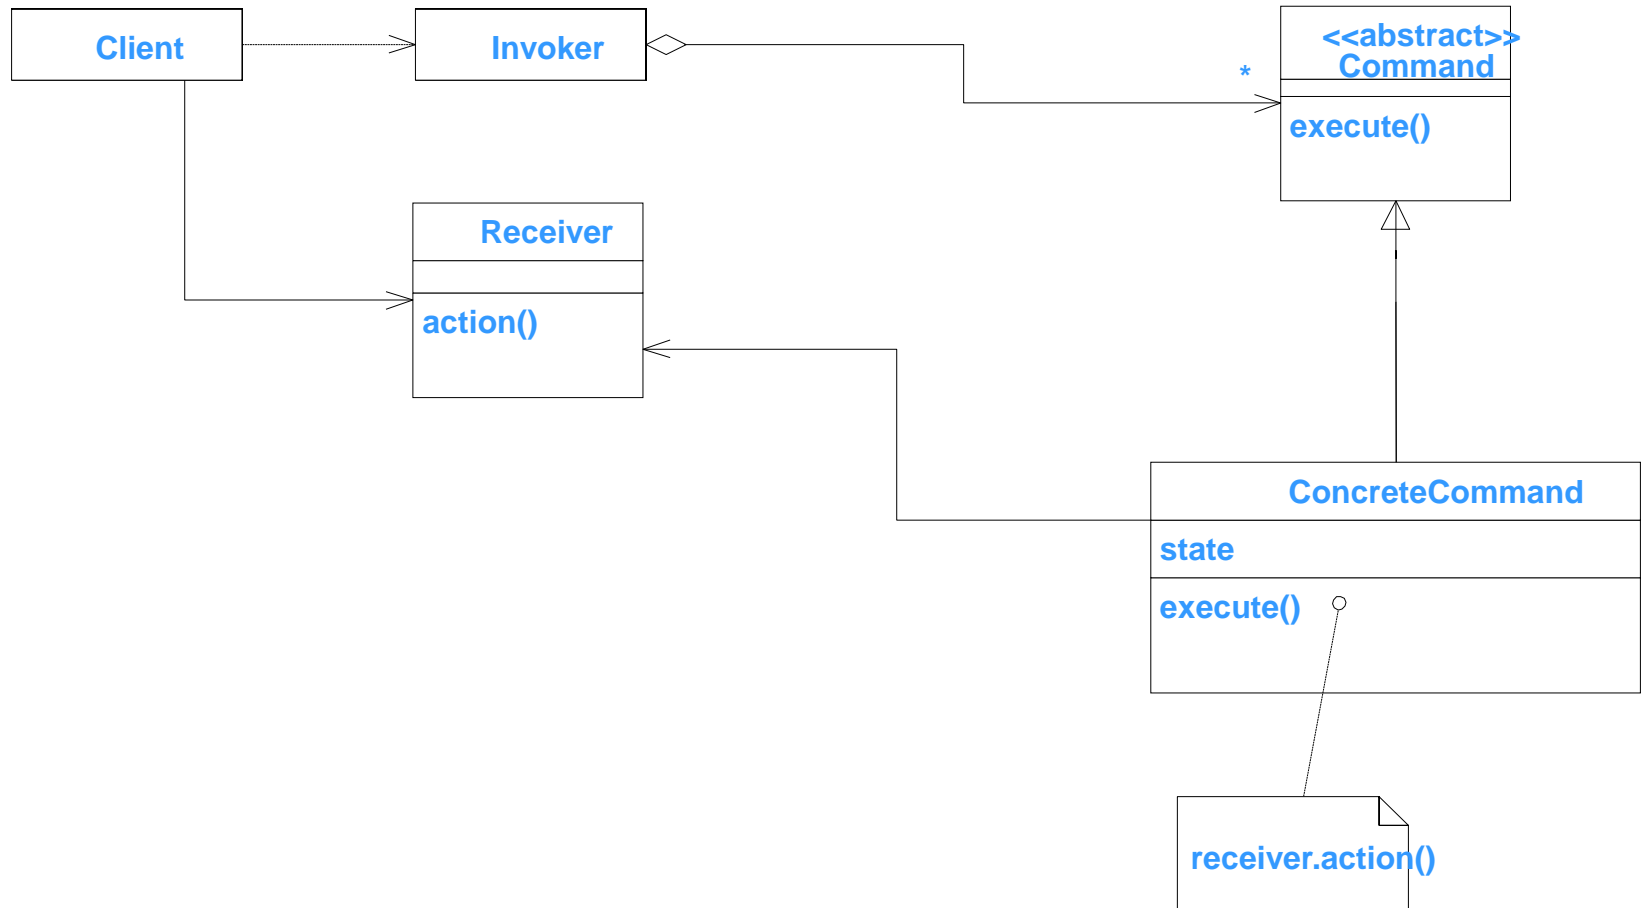 Client
Invoker
<<abstract>>
Command
*
execute()
Receiver
action()
ConcreteCommand
state
execute()
receiver.action()